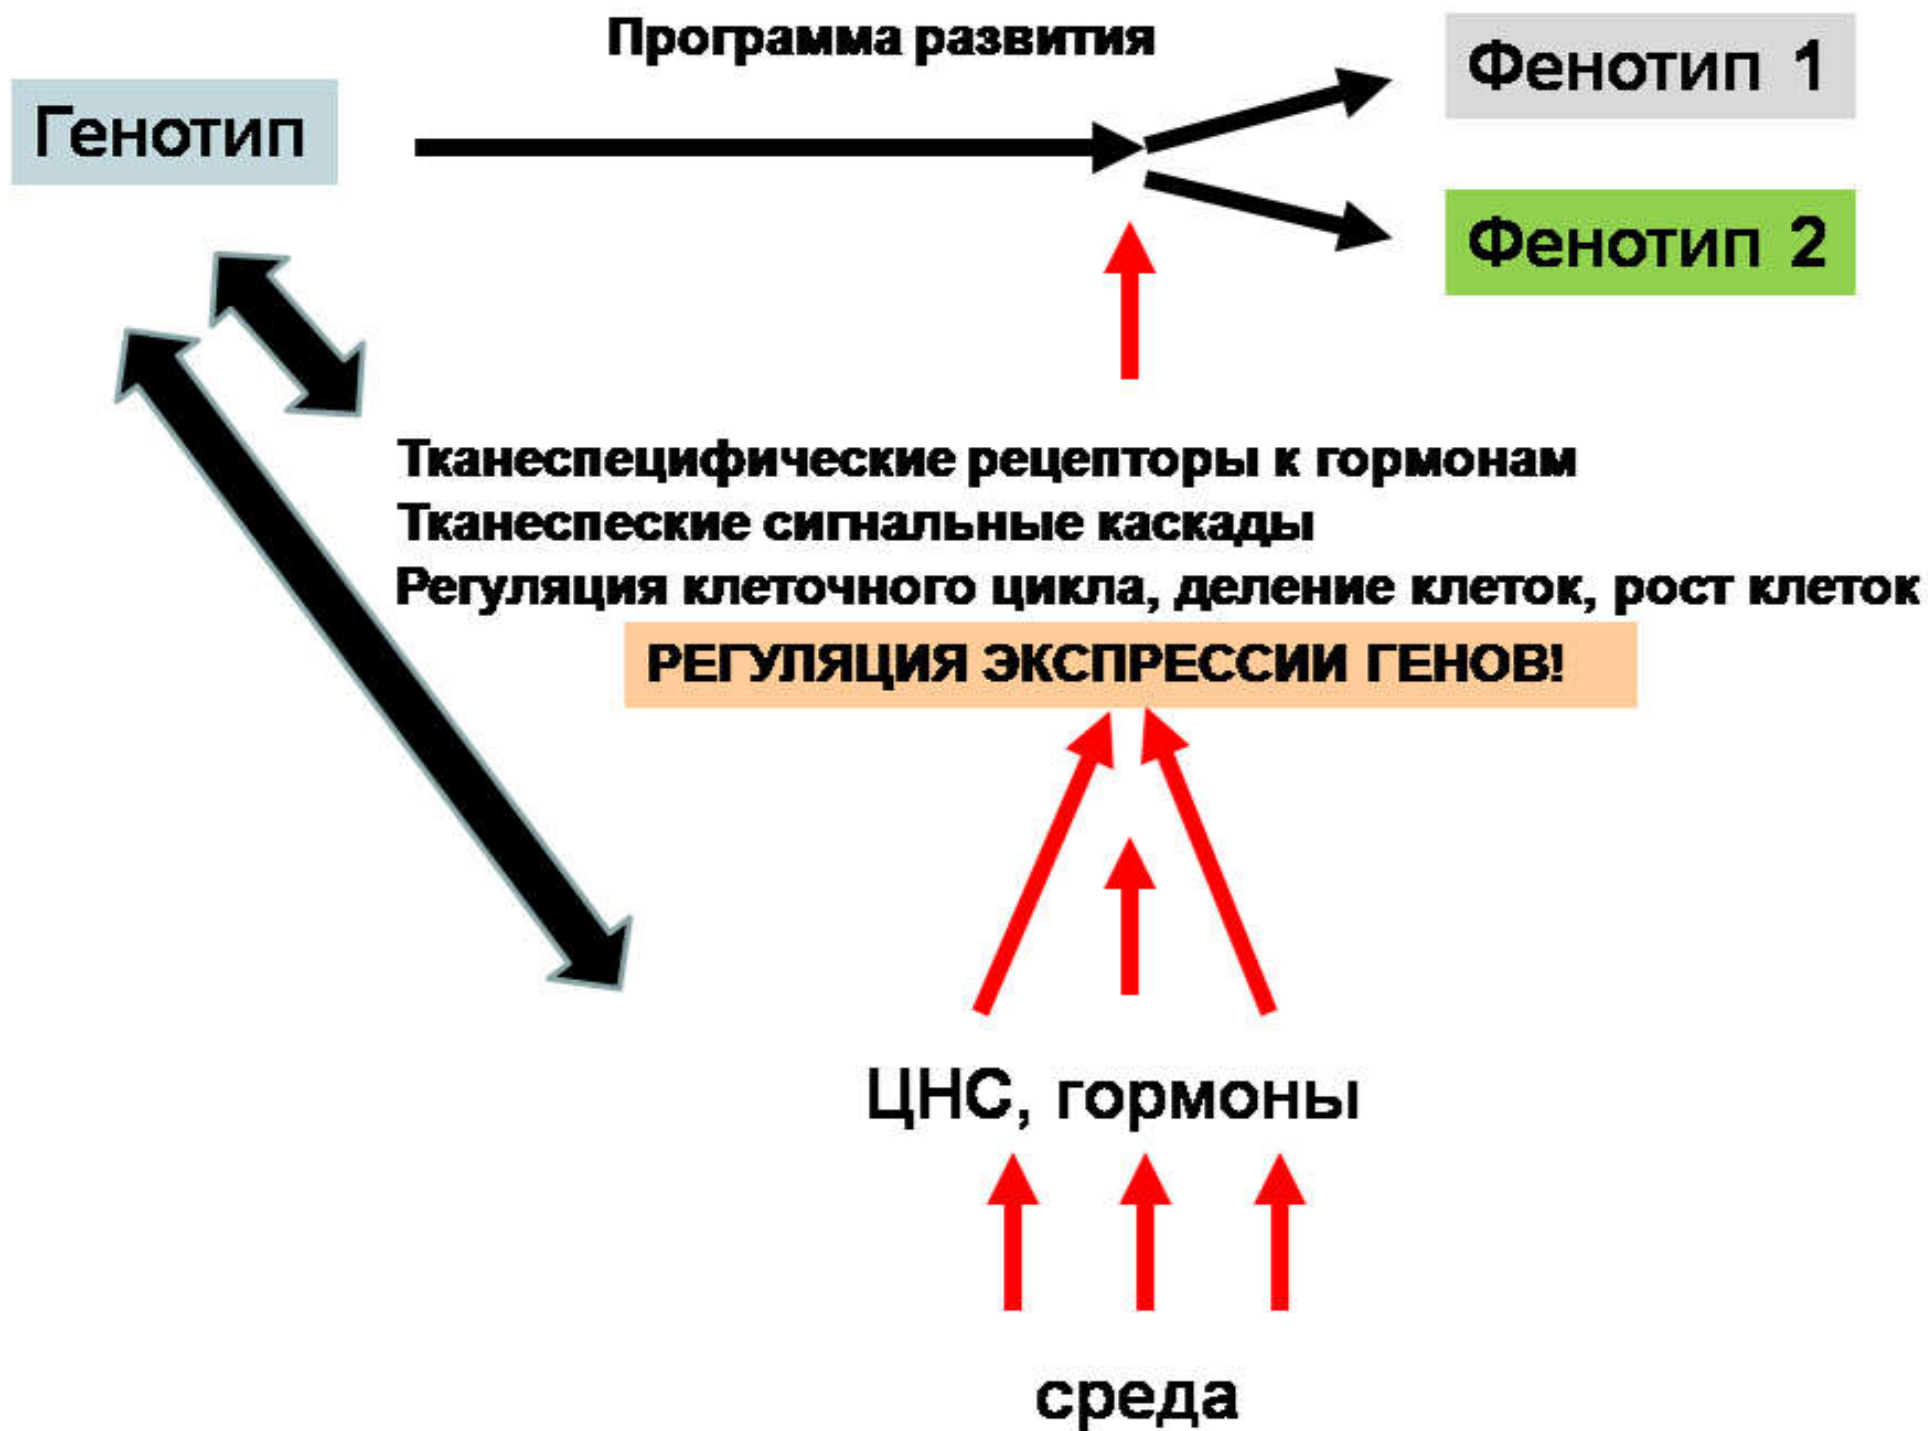 Программа развития
Генотип
Фенотип 1
Фенотип 2
Тканеспецифические рецепторы к гормонам
Тканеспеские сигнальные каскады
Регуляция клеточного цикла, деление клеток, рост клеток
РЕГУЛЯЦИЯ ЭКСПРЕССИИ ГЕНОВ!
ЦНС, гормоны
среда